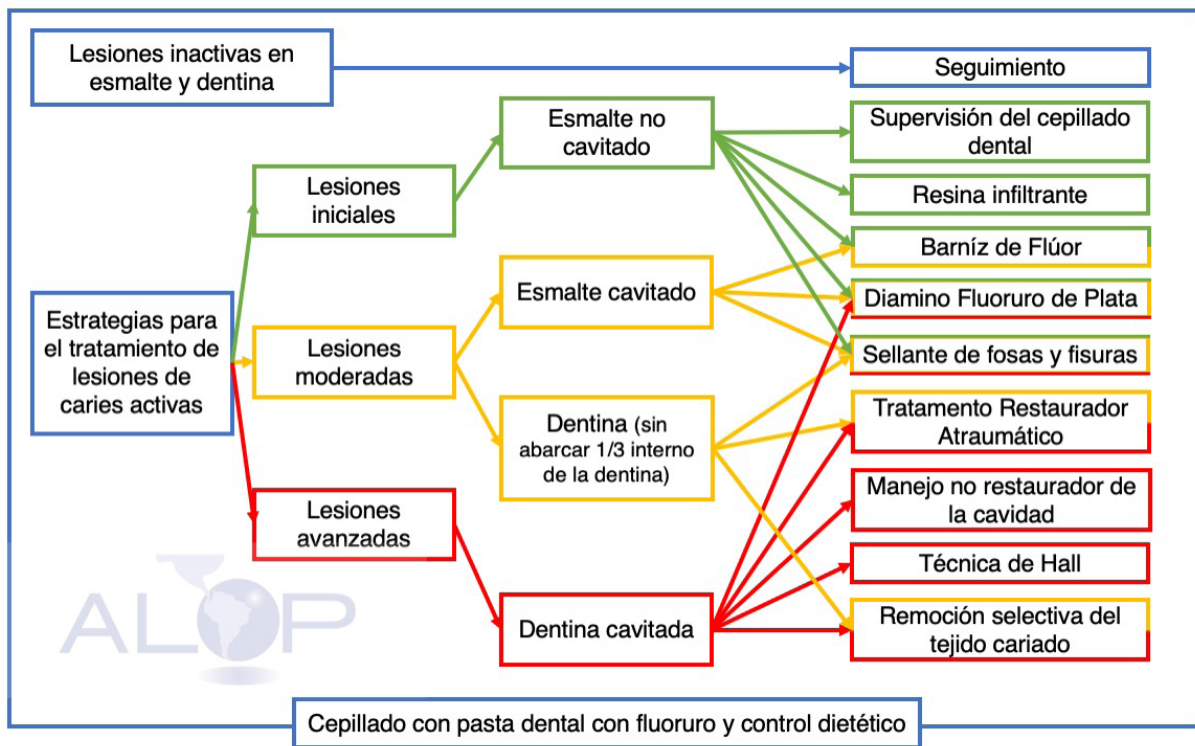 Lesiones inactivas en
esmalte y dentina
Seguimiento
Estrategias para
el tratamiento de
lesiones de
caries activas
Lesiones
iniciales
Lesiones
moderadas
Lesiones
avanzadas
Esmalte no
cavitado
Esmalte cavitado
Dentina (sin
abarcar 1/3 interno
de la dentina)
Dentina cavitada
Supervisión del cepillado
dental
Resina infiltrante
Barníz de Flúor
Diamino Fluoruro de Plata
Sellante de fosas y fisuras
Tratamento Restaurador
Atraumático
Manejo no restaurador de
la cavidad
Técnica de Hall
Remoción selectiva del
tejido cariado
ALOP
Cepillado con pasta dental con fluoruro y control dietético